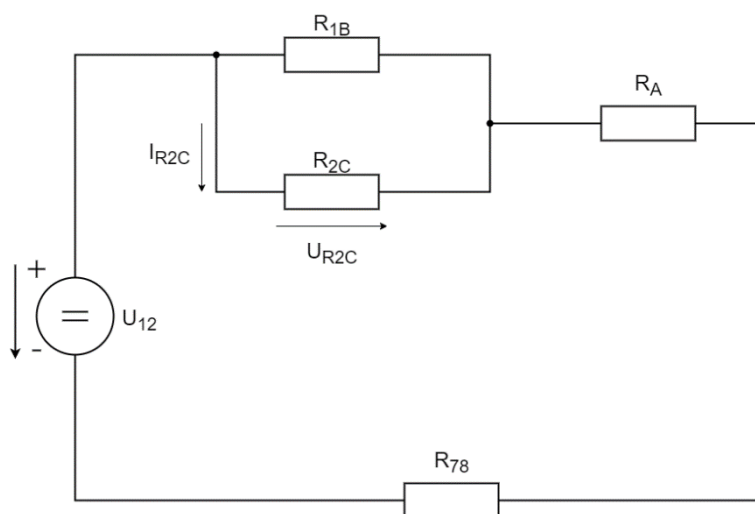 R1B
RA
IR2C
R2C
UR2C
+
=
U12
-
R78